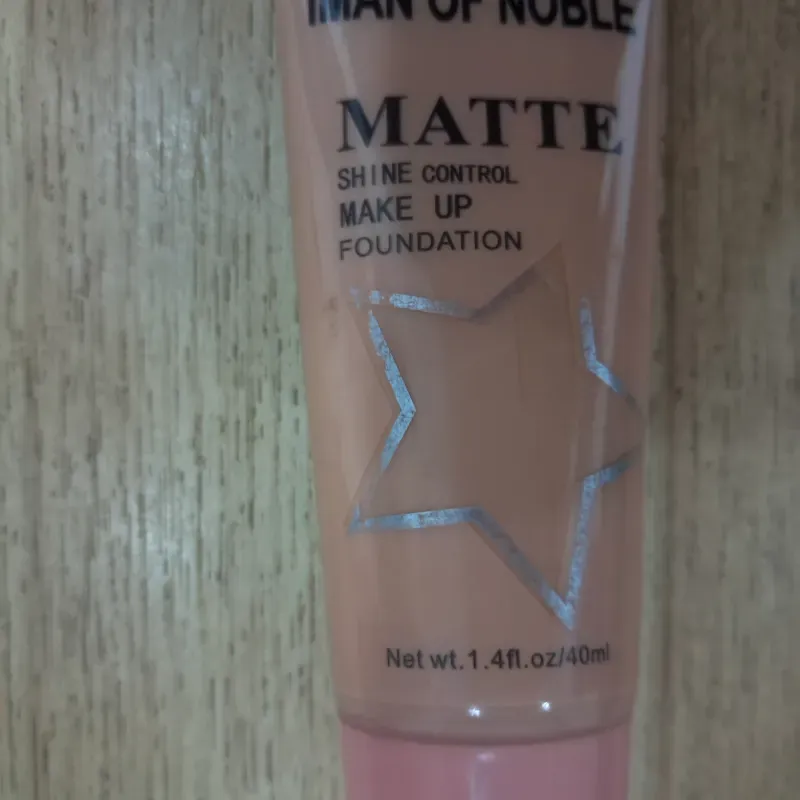 IMAN OF NOBLE
MATTE
SHINE CONTROL
MAKE UP
FOUNDATION
Net wt.1.4fl.oz/40ml